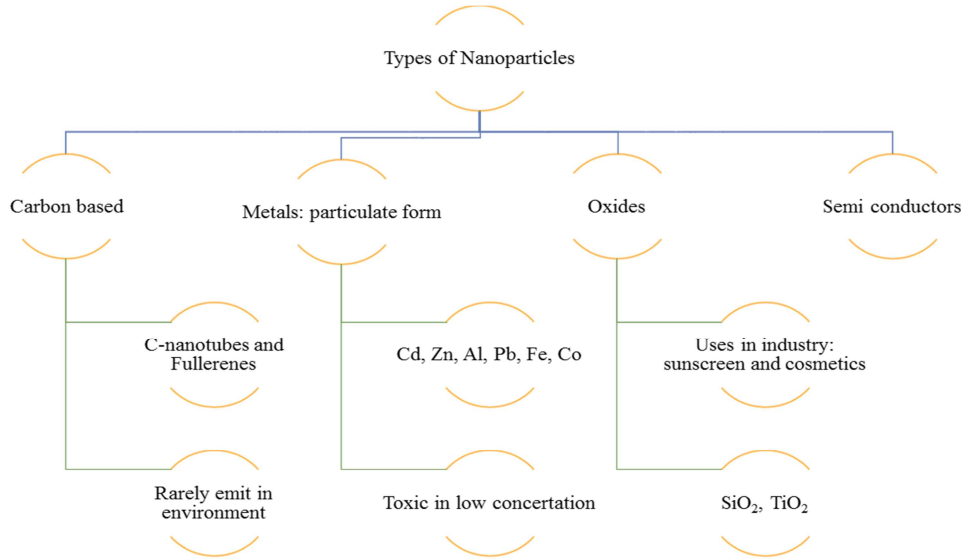 Types of Nanoparticles
Carbon based
Metals: particulate form
Oxides
Semi conductors
C-nanotubes and
Fullerenes
Cd, Zn, Al, Pb, Fe, Co
Uses in industry:
sunscreen and cosmetics
Rarely emit in
environment
Toxic in low concertation
SiO₂, TiO₂